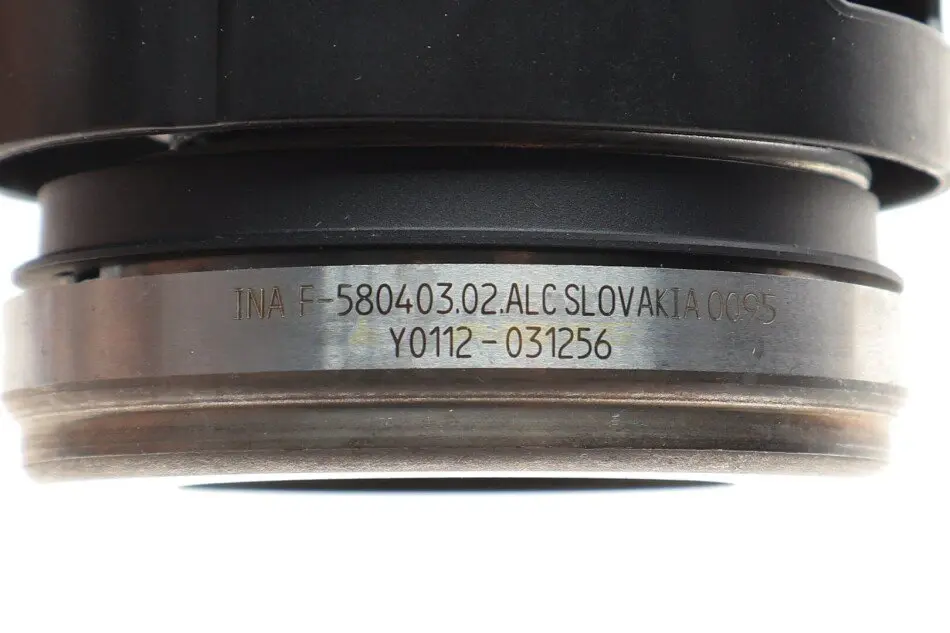 INA F-580403.02.ALC SLOVAKIA 0095
Y0112-031256